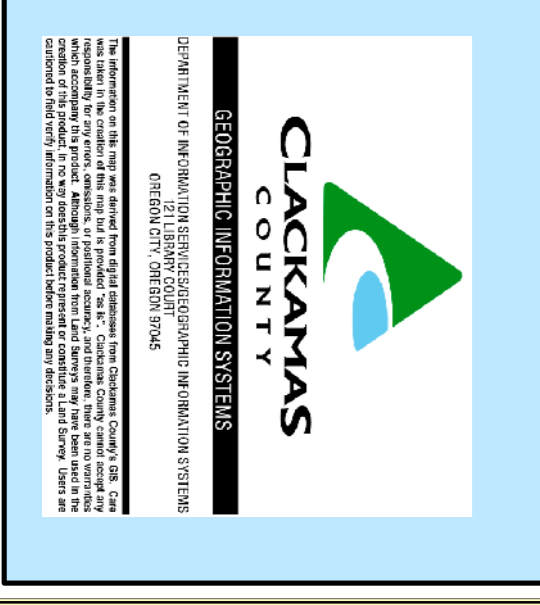 CLACKAMAS
COUNTY
GEOGRAPHIC INFORMATION SYSTEMS
DEPARTMENT OF INFORMATION SERVICES/GEOGRAPHIC INFORMATION SYSTEMS
121 LIBRARY COURT
OREGON CITY, OREGON 97045
The information on this map was derived from digital databases from Clackamas County's GIS. Care
was taken in the creation of this map but is provided "as is". Clackamas County cannot accept any
responsibility for any errors, omissions, or positional accuracy, and therefore, there are no warranties
which accompany this product. Although information from Land Surveys may have been used in the
creation of this product, in no way does this product represent or constitute a Land Survey. Users are
cautioned to field verify information on this product before making any decisions.